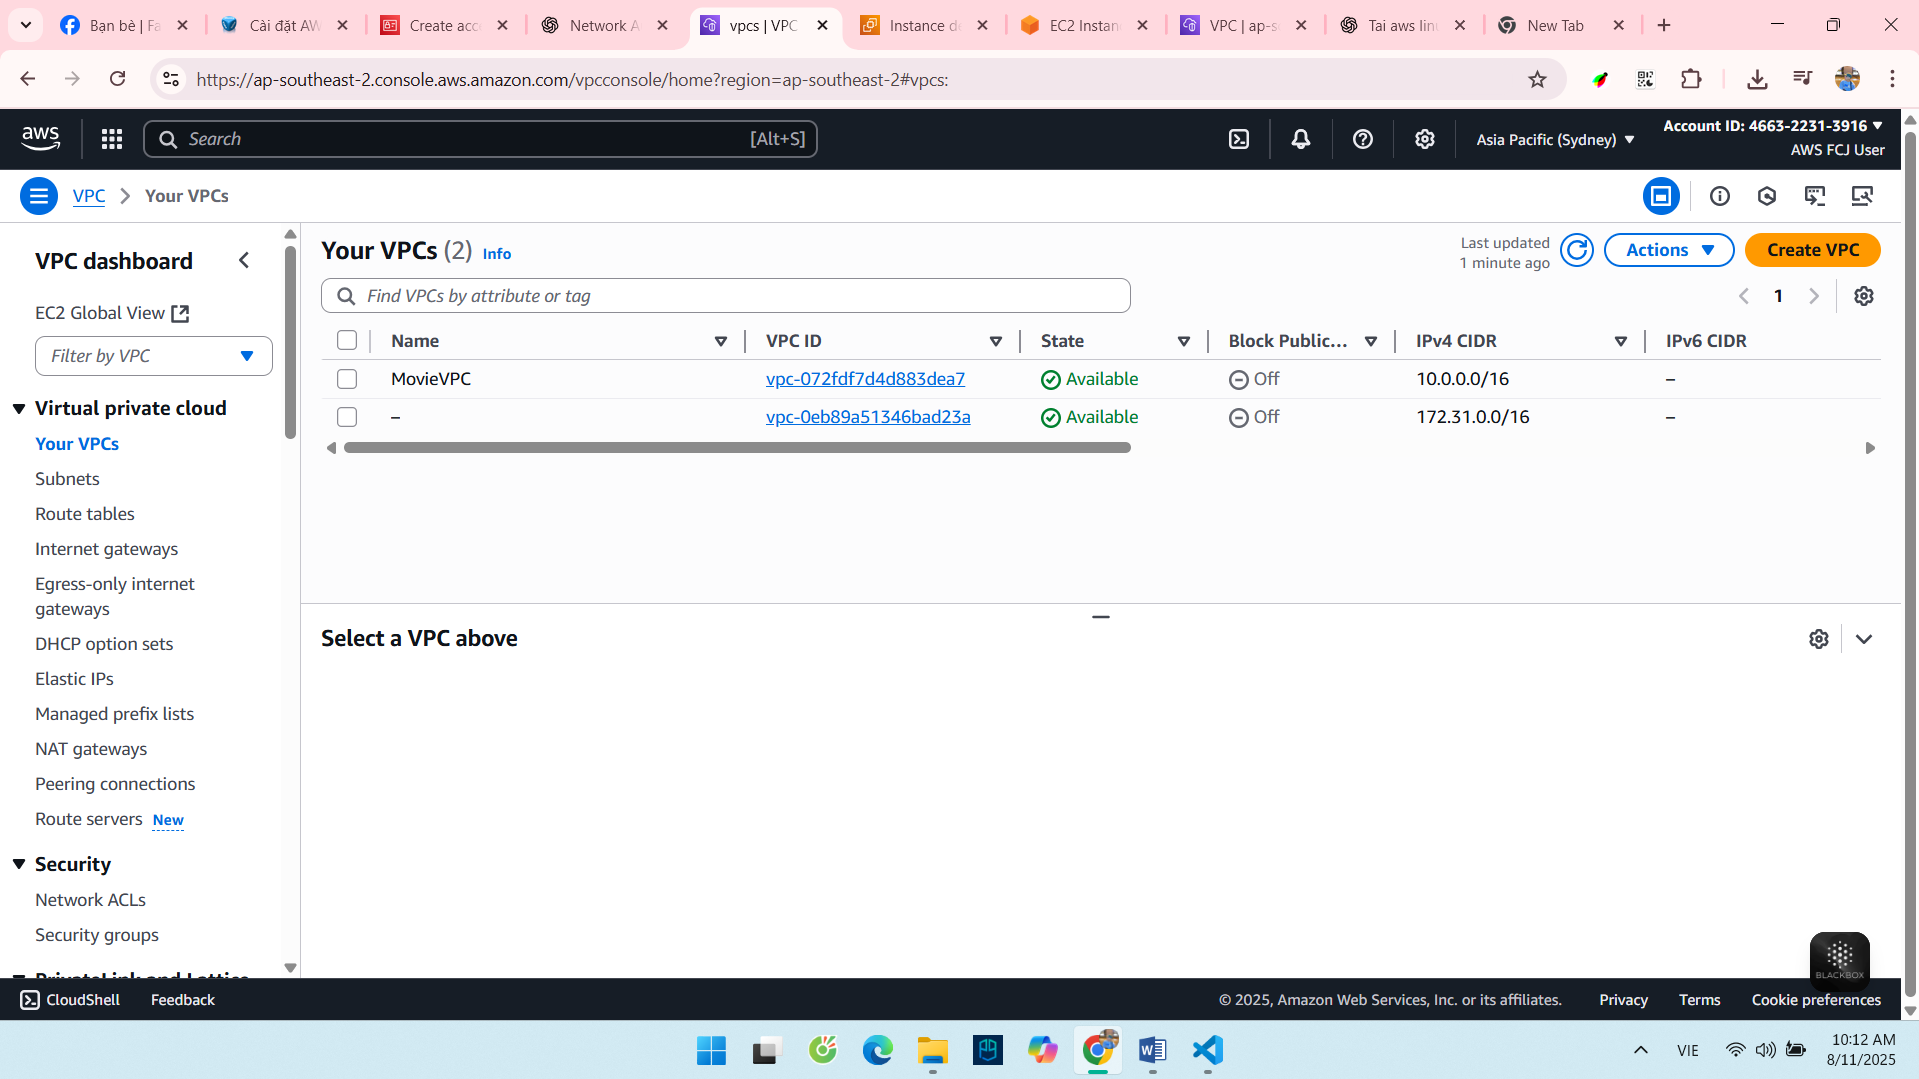 Bạn bè | Fa
Cài đặt AW
Create acc
Network A
vpcs | VPC
Instance de
EC2 Instan
VPC | ap-s
Tai aws lin
New Tab
https://ap-southeast-2.console.aws.amazon.com/vpcconsole/home?region=ap-southeast-2#vpcs:
aws
Search
[Alt+S]
Asia Pacific (Sydney)
Account ID: 4663-2231-3916
AWS FCJ User
VPC
Your VPCs
VPC dashboard
EC2 Global View
Filter by VPC
Virtual private cloud
Your VPCs
Subnets
Route tables
Internet gateways
Egress-only internet
gateways
DHCP option sets
Elastic IPs
Managed prefix lists
NAT gateways
Peering connections
Route servers New
Security
Network ACLs
Security groups
PrivateLink and Lattice
Your VPCs (2) Info
Last updated
1 minute ago
Actions
Create VPC
Find VPCs by attribute or tag
1
Name VPC ID State Block Public... IPv4 CIDR IPv6 CIDR
MovieVPC vpc-072fdf7d4d883dea7 Available Off 10.0.0.0/16 –
– vpc-0eb89a51346bad23a Available Off 172.31.0.0/16 –
Select a VPC above
BLACKBOX
CloudShell
Feedback
© 2025, Amazon Web Services, Inc. or its affiliates.
Privacy
Terms
Cookie preferences
VIE
10:12 AM
8/11/2025